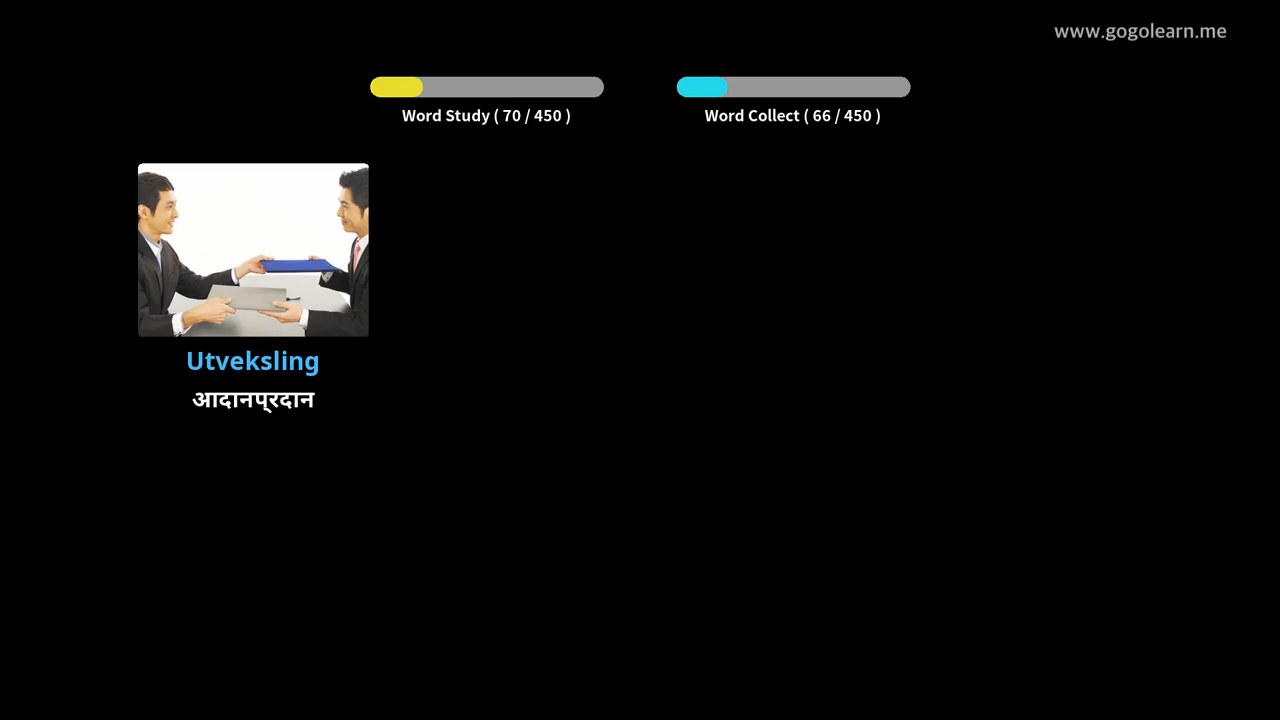 www.gogolearn.me
Word Study ( 70 / 450 )
Word Collect ( 66 / 450 )
Utveksling
आदानप्रदान